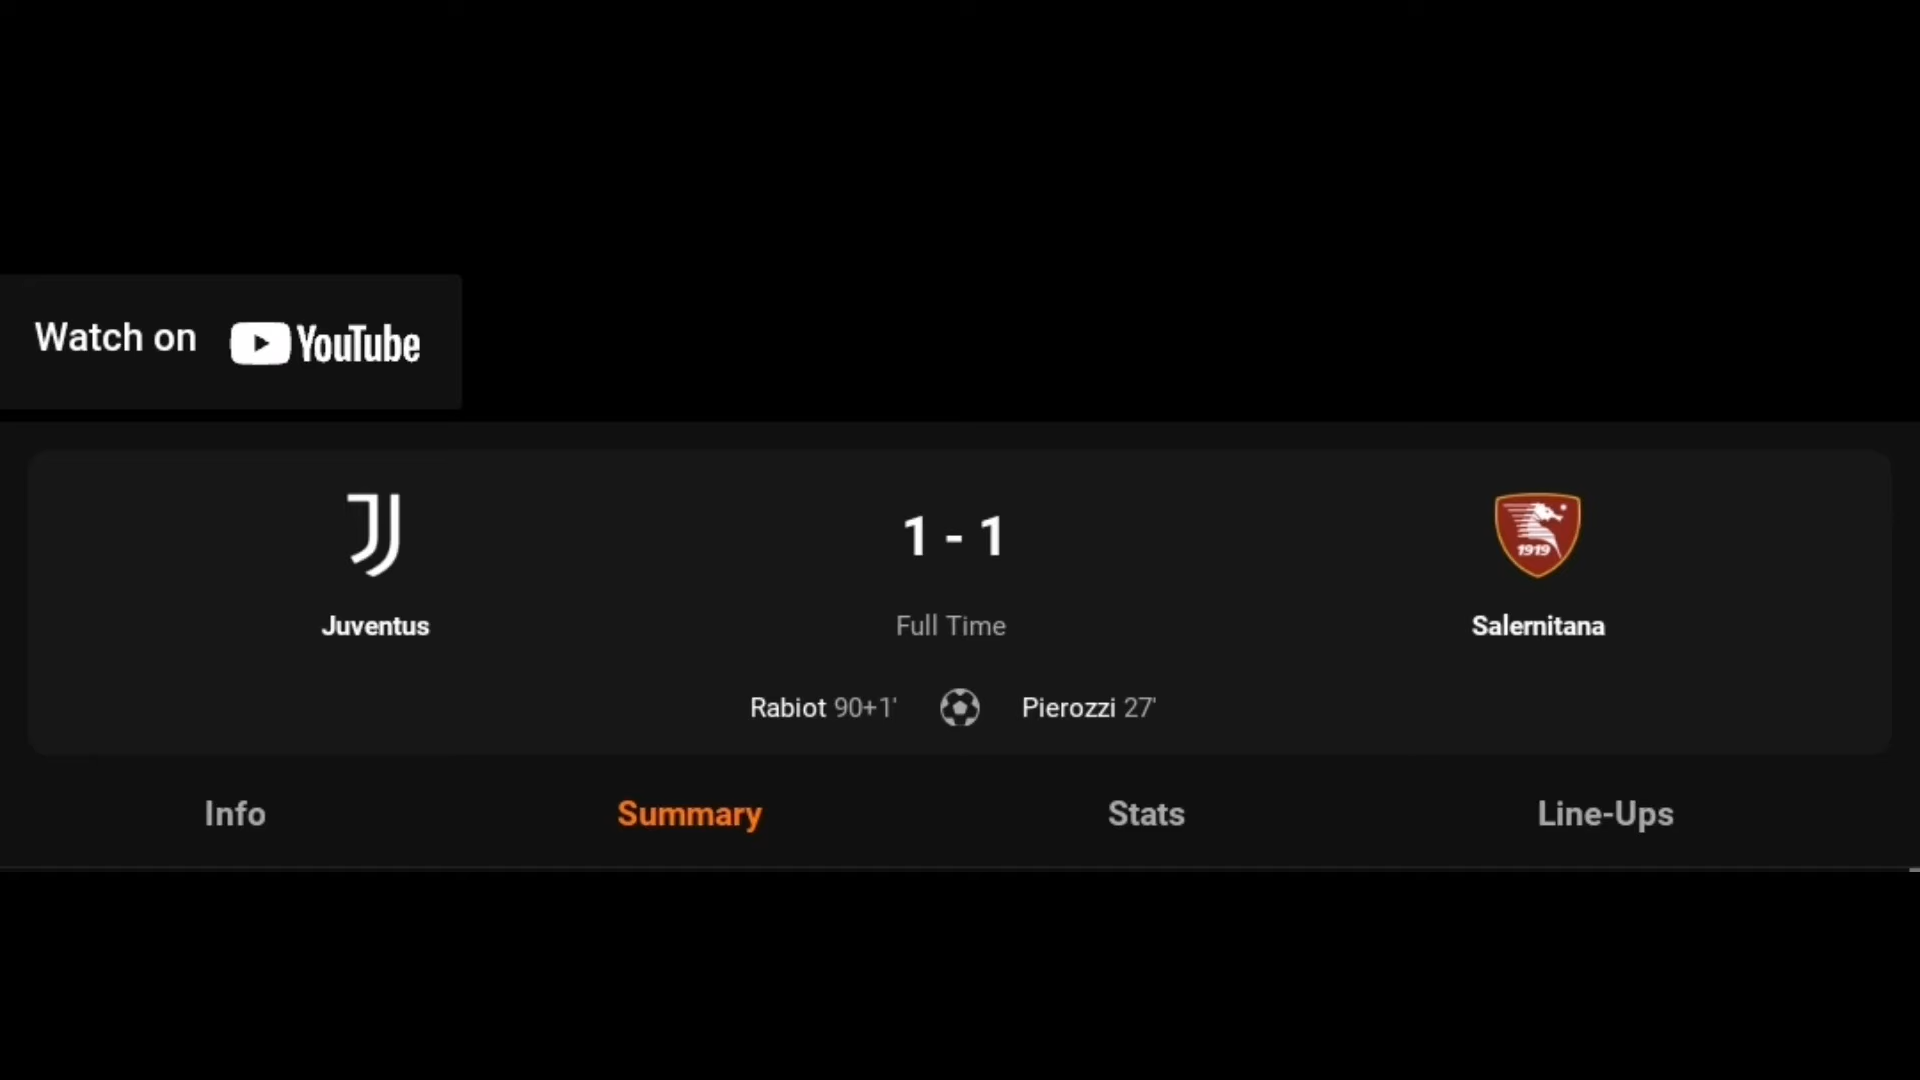 Watch on YouTube
1 - 1
1919
Juventus Full Time Salernitana
Rabiot 90+1' Pierozzi 27'
Info Summary Stats Line-Ups